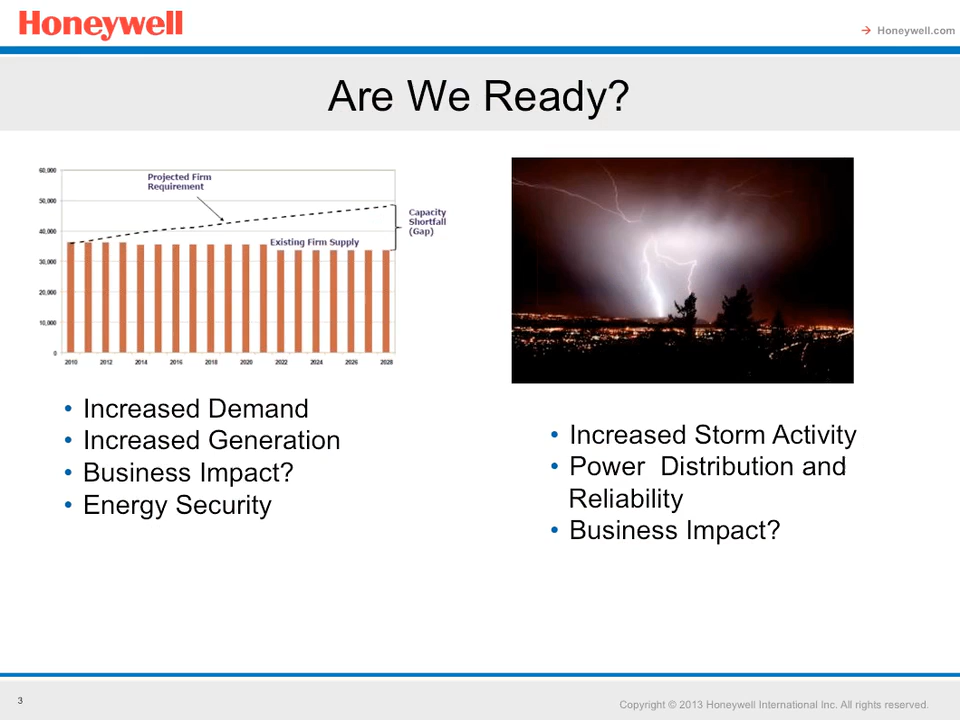 Honeywell
→ Honeywell.com
Are We Ready?
60,000
50,000
40,000
30,000
20,000
10,000
0
Projected Firm
Requirement
Existing Firm Supply
Capacity
Shortfall
(Gap)
2010 2012 2014 2016 2018 2020 2022 2024 2026 2028
• Increased Demand
• Increased Generation
• Business Impact?
• Energy Security
• Increased Storm Activity
• Power Distribution and
Reliability
• Business Impact?
3
Copyright © 2013 Honeywell International Inc. All rights reserved.